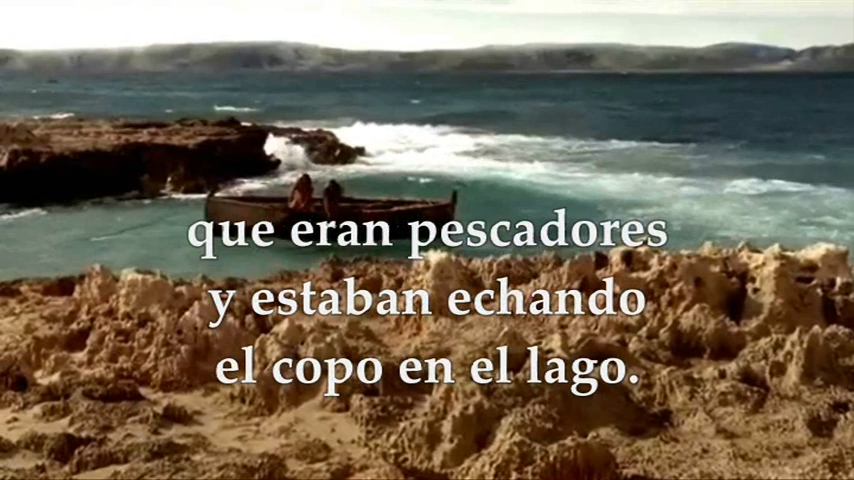 que eran pescadores
y estaban echando
el copo en el lago.